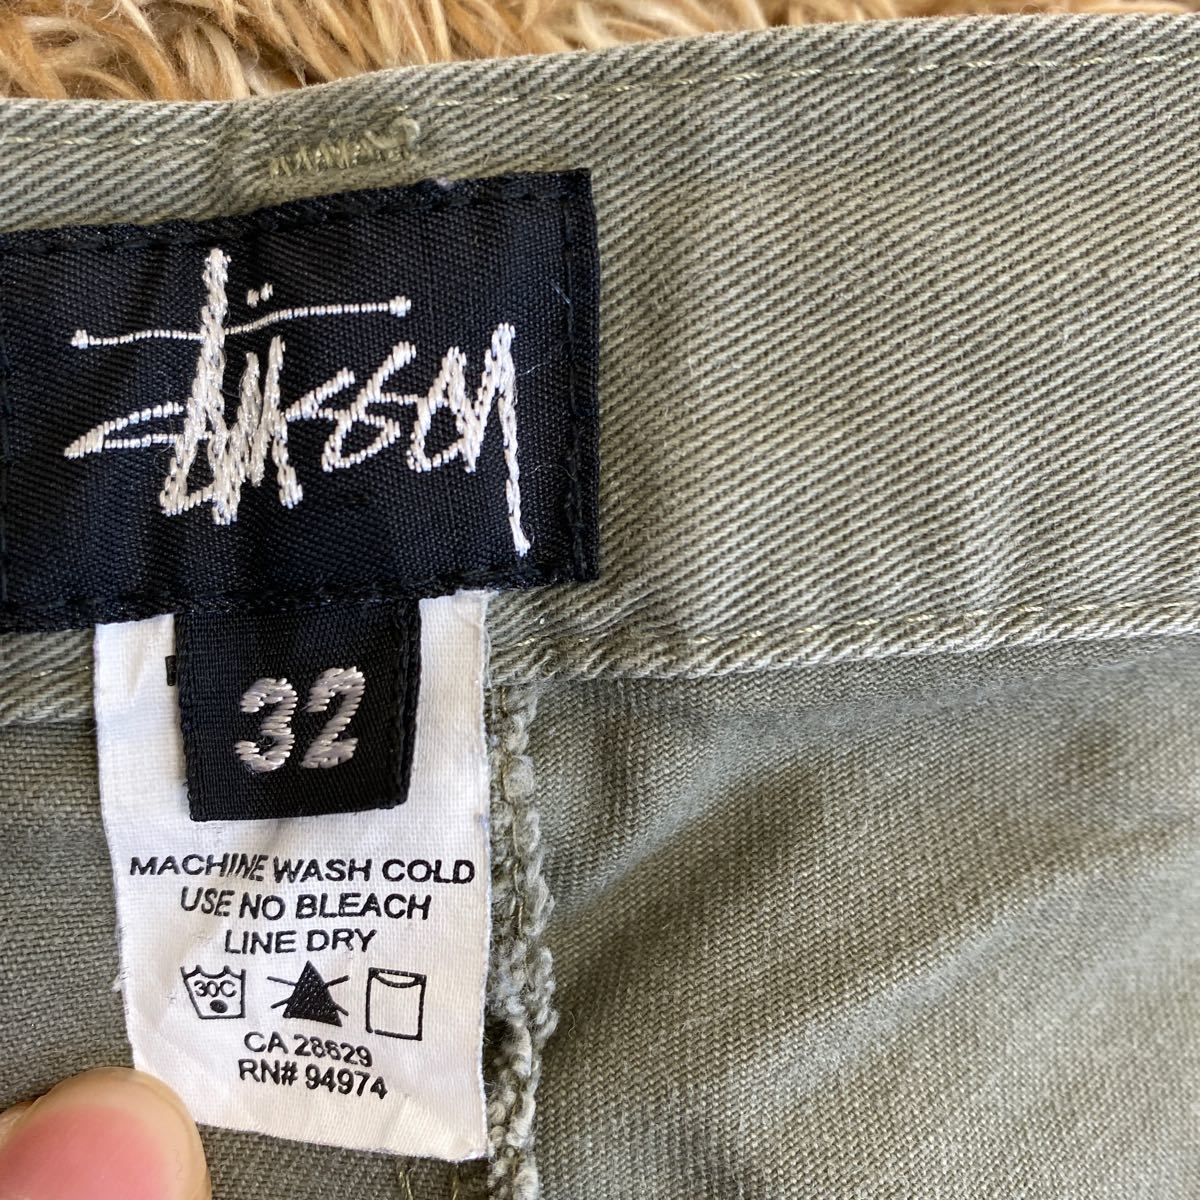 Stüssy
32
MACHINE WASH COLD
USE NO BLEACH
LINE DRY
30C
CA 28629
RN# 94974